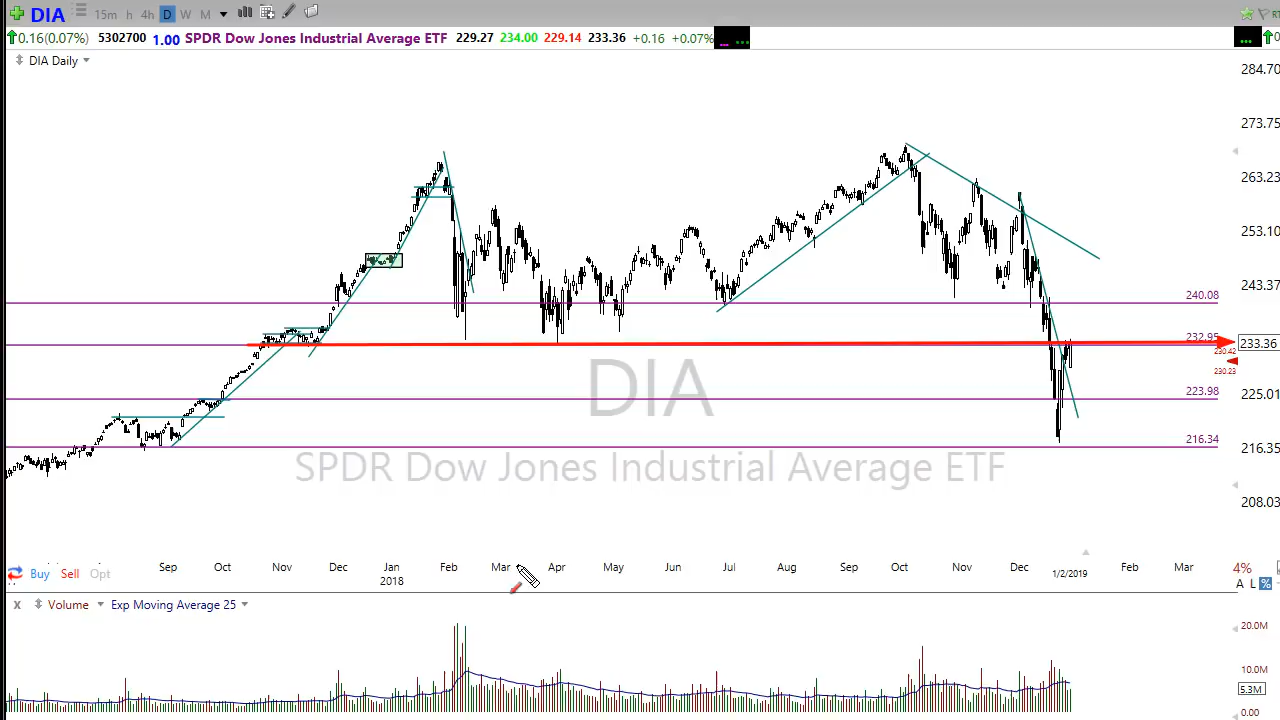 DIA 15m h 4h D W M
0.16(0.07%) 5302700 1.00 SPDR Dow Jones Industrial Average ETF 229.27 234.00 229.14 233.36 +0.16 +0.07%
DIA Daily
284.70
273.75
263.23
253.10
243.37
240.08
232.95
233.36
230.42
230.23
DIA
223.98
225.01
216.34
216.35
SPDR Dow Jones Industrial Average ETF
208.03
Sep Oct Nov Dec Jan Feb Mar Apr May Jun Jul Aug Sep Oct Nov Dec Feb Mar
2018 1/2/2019
Buy Sell Opt
4%
A L %
x Volume Exp Moving Average 25
20.0M
10.0M
5.3M
0.00